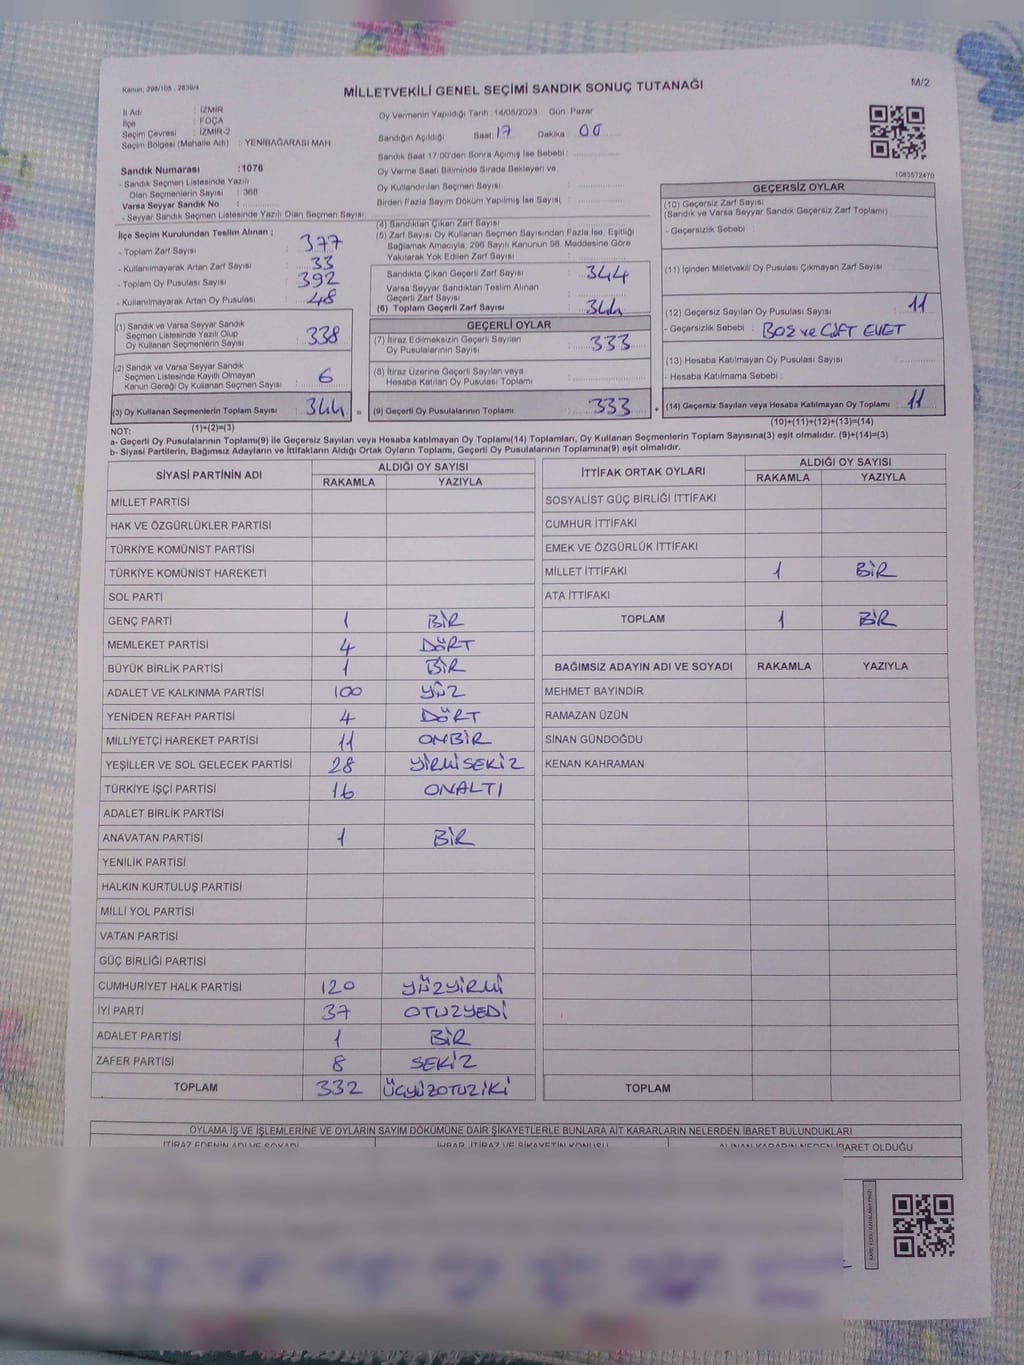 Kanun, 298/105 , 2839/4
MİLLETVEKİLİ GENEL SEÇİMİ SANDIK SONUÇ TUTANAĞI
M/2
İl Adı : İZMİR
İlçe : FOÇA
Seçim Çevresi : İZMİR-2
Seçim Bölgesi (Mahalle Adı) : YENİBAĞARASI MAH.
Oy Vermenin Yapıldığı Tarih :14/05/2023 Gün: Pazar
Sandığın Açıldığı Saat: 17 Dakika : 00
Sandık Saat 17:00'den Sonra Açımış İse Sebebi :
Oy Verme Saati Bitiminde Sırada Bekleyen ve
Oy Kullandırılan Seçmen Sayısı :
Birden Fazla Sayım Döküm Yapılmış İse Sayısı,
Sandık Numarası :1076
- Sandık Seçmen Listesinde Yazılı
Olan Seçmenlerin Sayısı : 368
Varsa Seyyar Sandık No :
- Seyyar Sandık Seçmen Listesinde Yazılı Olan Seçmen Sayısı:
1083572470
İlçe Seçim Kurulundan Teslim Alınan ;
- Toplam Zarf Sayısı : 377
- Kullanılmayarak Artan Zarf Sayısı : 33
- Toplam Oy Pusulası Sayısı : 392
- Kullanılmayarak Artan Oy Pusulası : 48
(4) Sandıktan Çıkan Zarf Sayısı :
(5) Zarf Sayısı Oy Kullanan Seçmen Sayısından Fazla İse, Eşitliği
Bağlamak Amacıyla, 298 Sayılı Kanunun 98. Maddesine Göre
Yakılarak Yok Edilen Zarf Sayısı :
Sandıkta Çıkan Geçerli Zarf Sayısı : 344
Varsa Seyyar Sandıktan Teslim Alınan
Geçerli Zarf Sayısı :
(6) Toplam Geçerli Zarf Sayısı : 344
GEÇERSİZ OYLAR
(10) Geçersiz Zarf Sayısı
(Sandık ve Varsa Seyyar Sandık Geçersiz Zarf Toplamı)
- Geçersizlik Sebebi :
(11) İçinden Milletvekili Oy Pusulası Çıkmayan Zarf Sayısı :
(12) Geçersiz Sayılan Oy Pusulası Sayısı : 11
- Geçersizlik Sebebi : BOŞ ve ÇİFT EVET
(13) Hesaba Katılmayan Oy Pusulası Sayısı :
- Hesaba Katılmama Sebebi :
(14) Geçersiz Sayılan veya Hesaba Katılmayan Oy Toplamı : 11
(10)+(11)+(12)+(13)=(14)
(1) Sandık ve Varsa Seyyar Sandık
Seçmen Listesinde Yazılı Olup
Oy Kullanan Seçmenlerin Sayısı : 338
(2) Sandık ve Varsa Seyyar Sandık
Seçmen Listesinde Kayıtlı Olmayan
Kanun Gereği Oy Kullanan Seçmen Sayısı : 6
(3) Oy Kullanan Seçmenlerin Toplam Sayısı : 344 =
(1)+(2)=(3)
GEÇERLİ OYLAR
(7) İtiraz Edilmeksizin Geçerli Sayılan
Oy Pusulalarının Sayısı : 333
(8) İtiraz Üzerine Geçerli Sayılan veya
Hesaba Katılan Oy Pusulası Toplamı :
(9) Geçerli Oy Pusulalarının Toplamı : 333 +
NOT:
a- Geçerli Oy Pusulalarının Toplamı(9) ile Geçersiz Sayılan veya Hesaba katılmayan Oy Toplamı(14) Toplamları, Oy Kullanan Seçmenlerin Toplam Sayısına(3) eşit olmalıdır. (9)+(14)=(3)
b- Siyasi Partilerin, Bağımsız Adayların ve İttifakların Aldığı Ortak Oyların Toplamı, Geçerli Oy Pusulalarının Toplamına(9) eşit olmalıdır.
SİYASİ PARTİNİN ADI ALDIĞI OY SAYISI
RAKAMLA YAZIYLA
MİLLET PARTİSİ
HAK VE ÖZGÜRLÜKLER PARTİSİ
TÜRKİYE KOMÜNİST PARTİSİ
TÜRKİYE KOMÜNİST HAREKETİ
SOL PARTİ
GENÇ PARTİ 1 BİR
MEMLEKET PARTİSİ 4 DÖRT
BÜYÜK BİRLİK PARTİSİ 1 BİR
ADALET VE KALKINMA PARTİSİ 100 YÜZ
YENİDEN REFAH PARTİSİ 4 DÖRT
MİLLİYETÇİ HAREKET PARTİSİ 11 ONBİR
YEŞİLLER VE SOL GELECEK PARTİSİ 28 YİRMİSEKİZ
TÜRKİYE İŞÇİ PARTİSİ 16 ONALTI
ADALET BİRLİK PARTİSİ
ANAVATAN PARTİSİ 1 BİR
YENİLİK PARTİSİ
HALKIN KURTULUŞ PARTİSİ
MİLLİ YOL PARTİSİ
VATAN PARTİSİ
GÜÇ BİRLİĞİ PARTİSİ
CUMHURİYET HALK PARTİSİ 120 YÜZYİRMİ
İYİ PARTİ 37 OTUZYEDİ
ADALET PARTİSİ 1 BİR
ZAFER PARTİSİ 8 SEKİZ
TOPLAM 332 ÜÇYÜZOTUZİKİ
İTTİFAK ORTAK OYLARI ALDIĞI OY SAYISI
RAKAMLA YAZIYLA
SOSYALİST GÜÇ BİRLİĞİ İTTİFAKI
CUMHUR İTTİFAKI
EMEK VE ÖZGÜRLÜK İTTİFAKI
MİLLET İTTİFAKI 1 BİR
ATA İTTİFAKI
TOPLAM 1 BİR
BAĞIMSIZ ADAYIN ADI VE SOYADI RAKAMLA YAZIYLA
MEHMET BAYINDIR
RAMAZAN ÜZÜN
SİNAN GÜNDOĞDU
KENAN KAHRAMAN
TOPLAM
OYLAMA İŞ VE İŞLEMLERİNE VE OYLARIN SAYIM DÖKÜMÜNE DAİR ŞİKAYETLERLE BUNLARA AİT KARARLARIN NELERDEN İBARET BULUNDUKLARI
İTİRAZ EDENİN ADI VE SOYADI İHBAR, İTİRAZ VE ŞİKAYETİN KONUSU ALINAN KARARIN NEDEN İBARET OLDUĞU